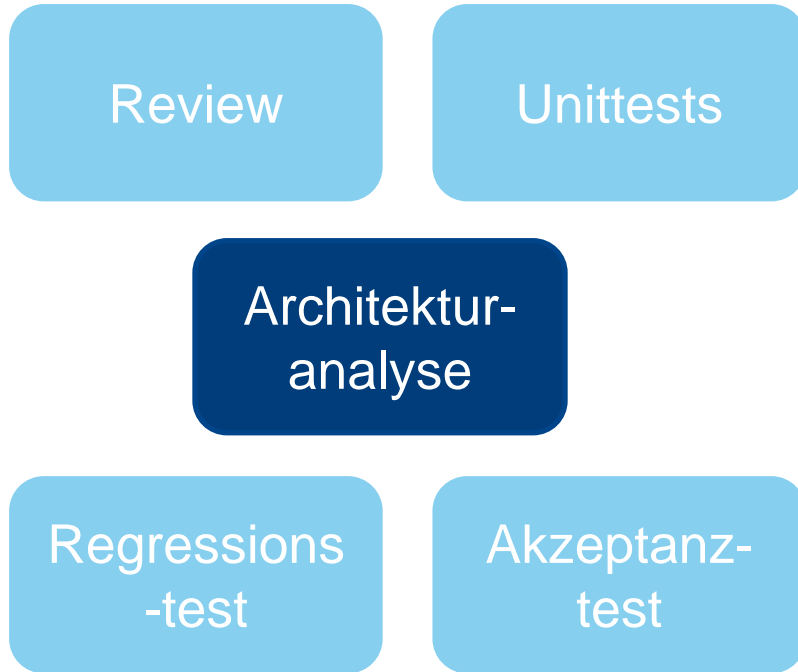 Review
Unittests
Architektur-
analyse
Regressions
-test
Akzeptanz-
test